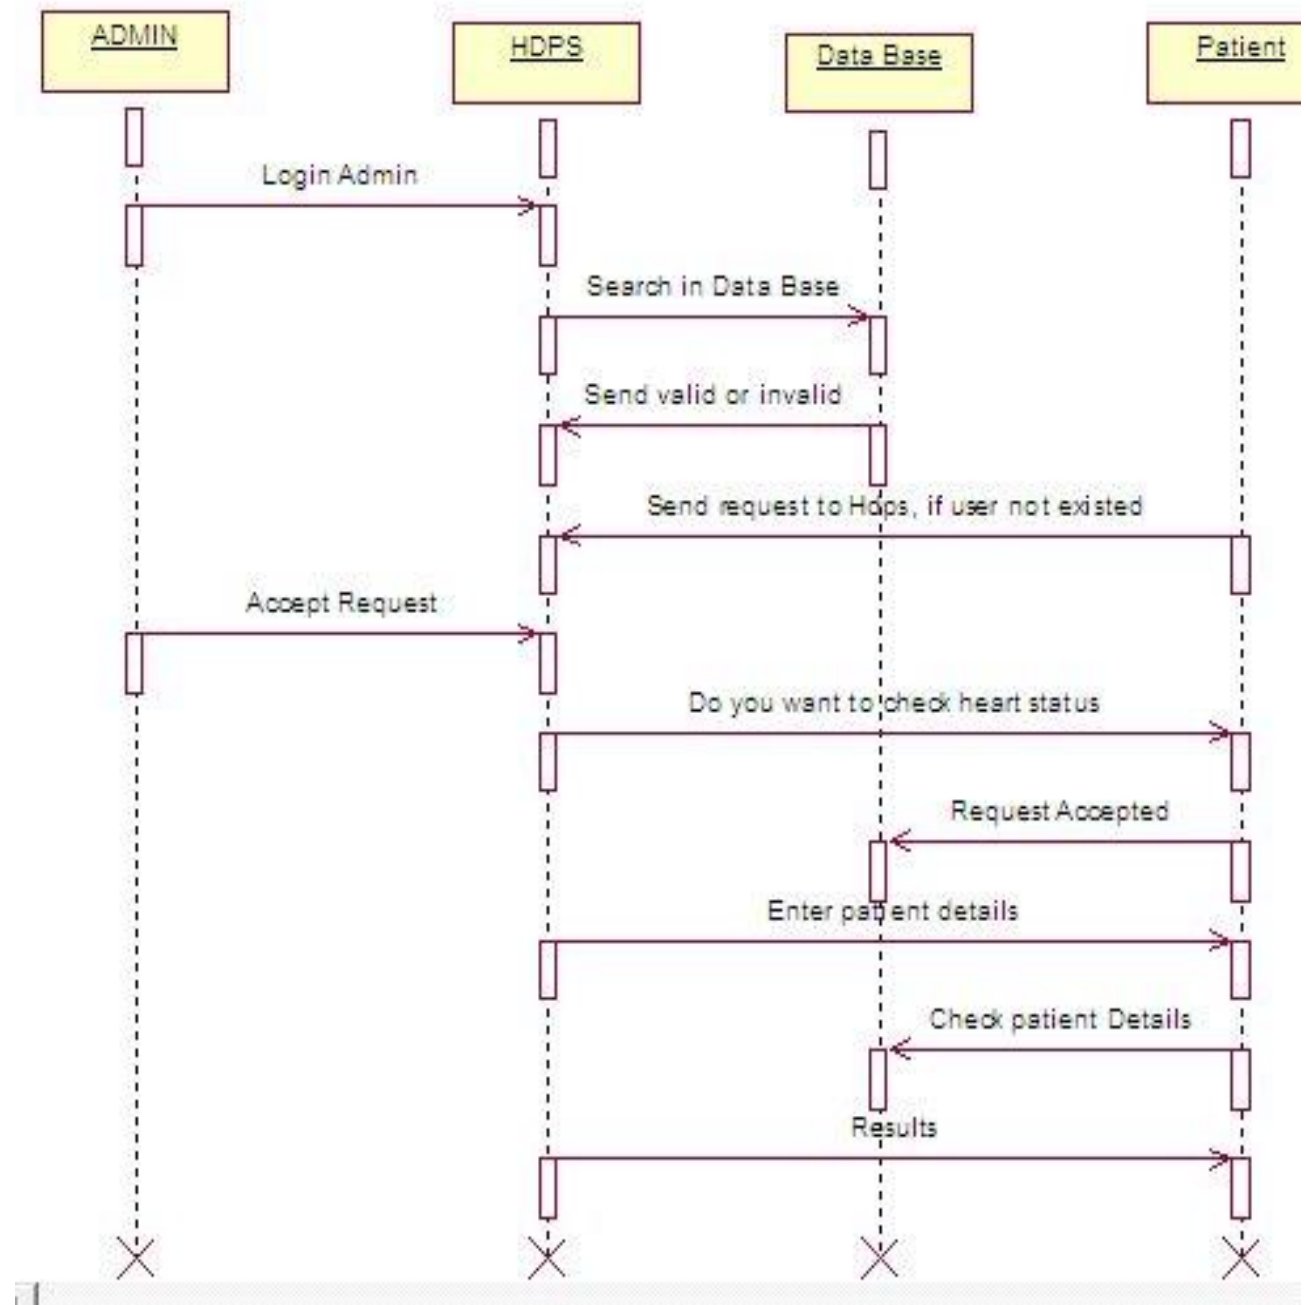 ADMIN
HDPS
Data Base
Patient
Login Admin
Search in Data Base
Send valid or invalid
Send request to Hdps, if user not existed
Accept Request
Do you want to check heart status
Request Accepted
Enter patient details
Check patient Details
Results